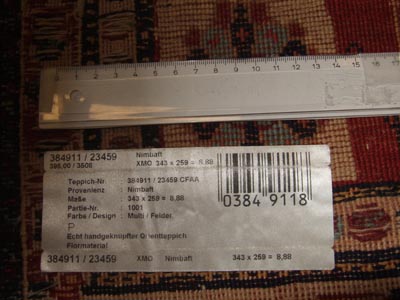 0 1 2 3 4 5 6 7 8 9 10 11 12 13 14 15 16
384911 / 23459 Nimbaft
595,00 / 3506 XMO 343 x 259 = 8,88
Teppich-Nr. 384911 / 23459 CFAA
Provenienz Nimbaft
Maße 343 x 259 = 8,88
Partie-Nr. 1001
Farbe / Design Multi / Felder
P
Echt handgeknüpfter Orientteppich
Flormaterial
0384 9118
384911 / 23459 XMO Nimbaft 343 x 259 = 8,88